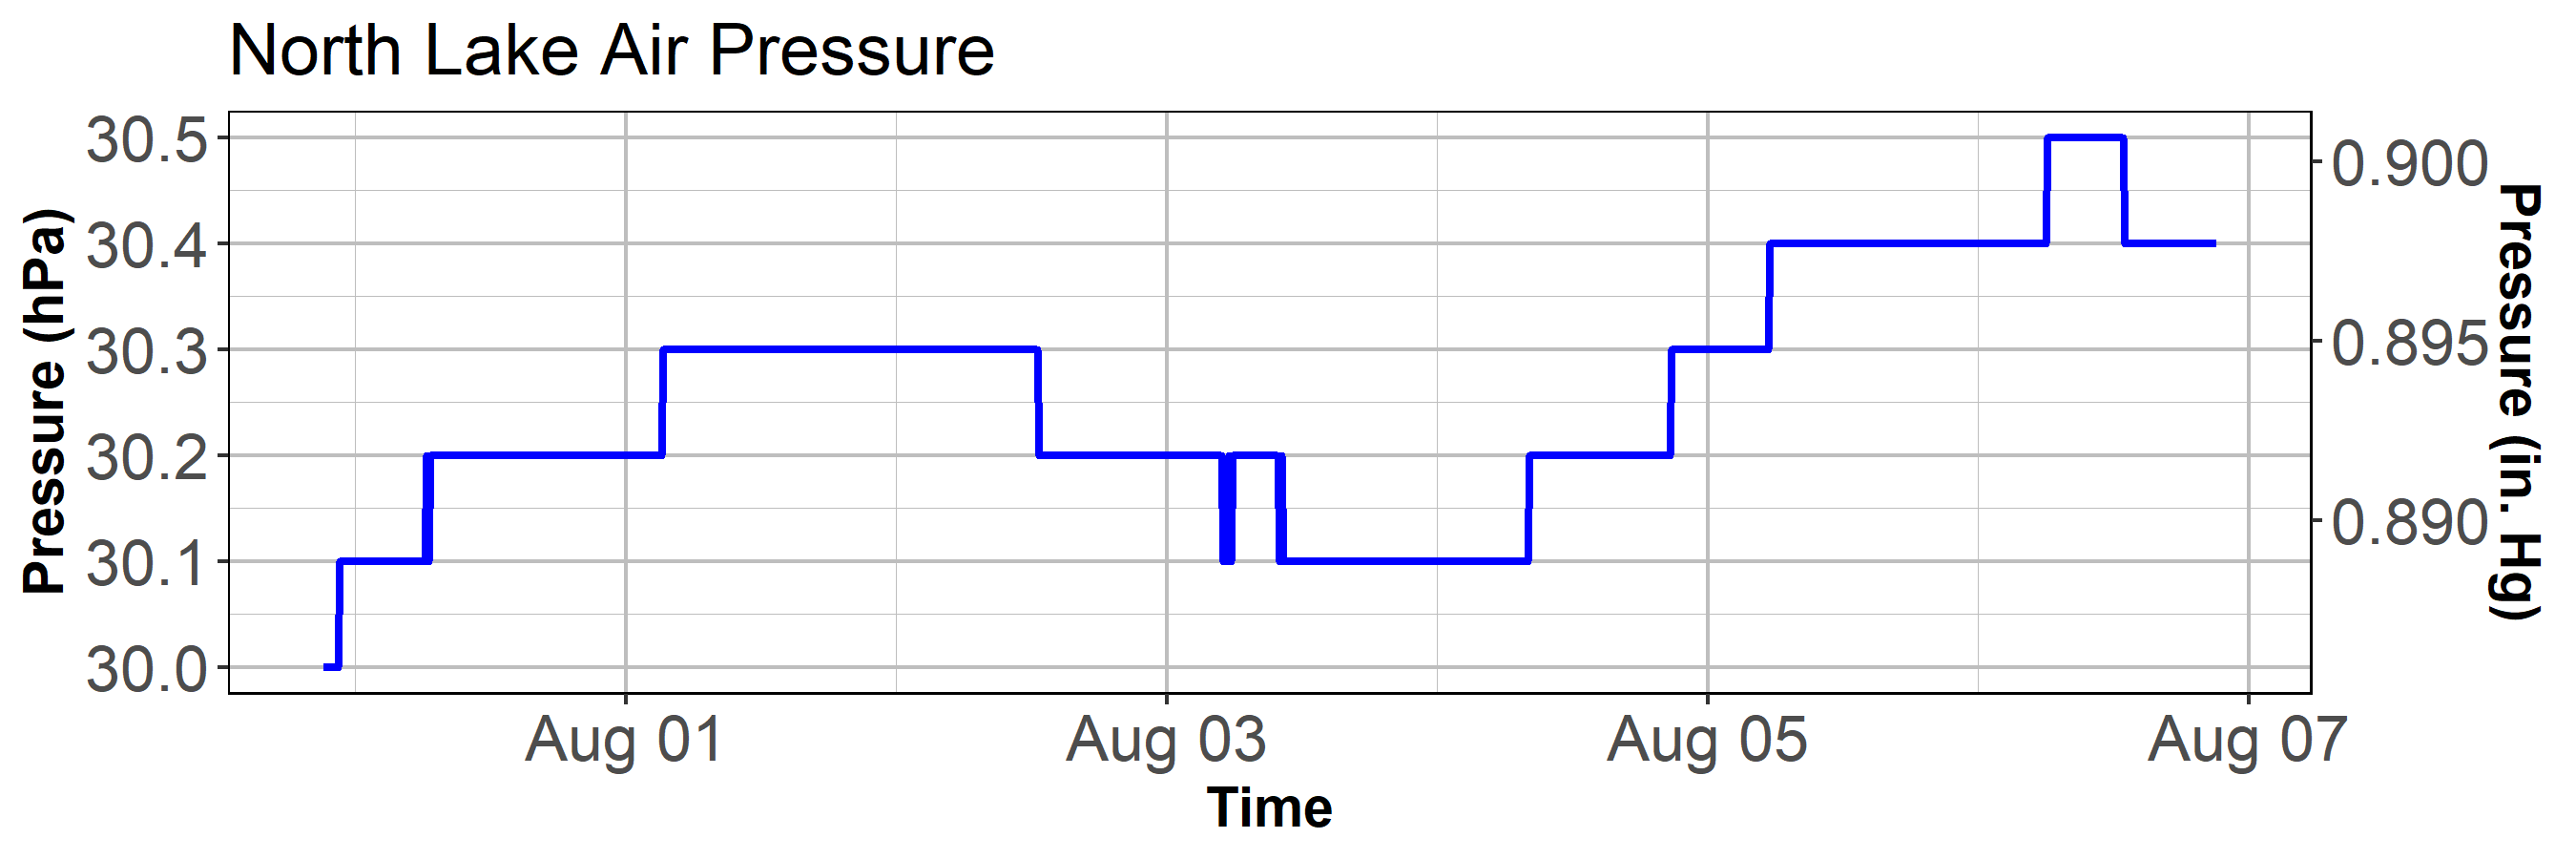 North Lake Air Pressure
30.5
30.4
30.3
30.2
30.1
30.0
Pressure (hPa)
0.900
0.895
0.890
Pressure (in. Hg)
Aug 01
Aug 03
Aug 05
Aug 07
Time